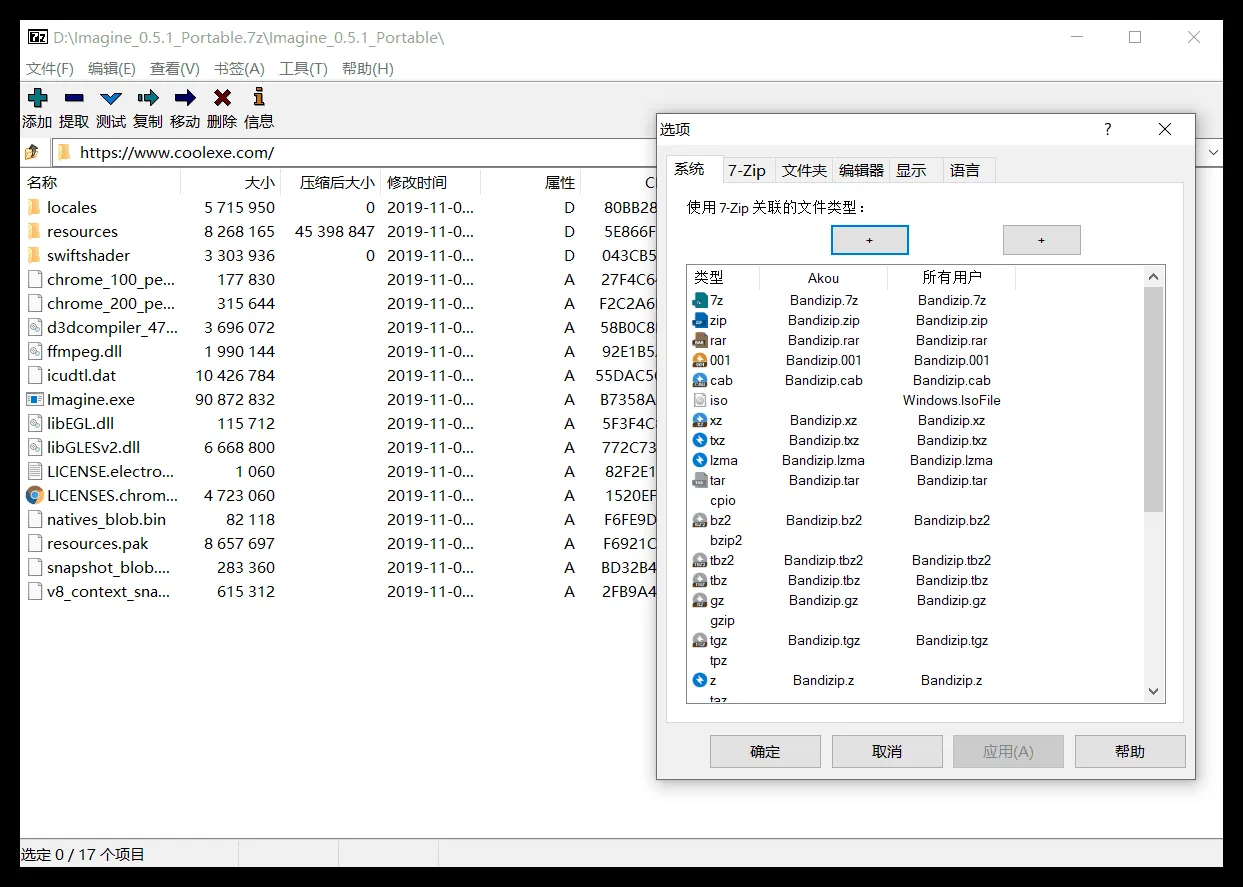 7z D:\Imagine_0.5.1_Portable.7z\Imagine_0.5.1_Portable\
文件(F) 编辑(E) 查看(V) 书签(A) 工具(T) 帮助(H)
添加 提取 测试 复制 移动 删除 信息
https://www.coolexe.com/
名称 大小 压缩后大小 修改时间 属性 C
locales 5 715 950 0 2019-11-0... D 80BB28
resources 8 268 165 45 398 847 2019-11-0... D 5E866F
swiftshader 3 303 936 0 2019-11-0... D 043CB5
chrome_100_pe... 177 830 2019-11-0... A 27F4C6
chrome_200_pe... 315 644 2019-11-0... A F2C2A6
d3dcompiler_47... 3 696 072 2019-11-0... A 58B0C8
ffmpeg.dll 1 990 144 2019-11-0... A 92E1B5
icudtl.dat 10 426 784 2019-11-0... A 55DAC5
Imagine.exe 90 872 832 2019-11-0... A B7358A
libEGL.dll 115 712 2019-11-0... A 5F3F4C
libGLESv2.dll 6 668 800 2019-11-0... A 772C73
LICENSE.electro... 1 060 2019-11-0... A 82F2E1
LICENSES.chrom... 4 723 060 2019-11-0... A 1520EF
natives_blob.bin 82 118 2019-11-0... A F6FE9D
resources.pak 8 657 697 2019-11-0... A F6921C
snapshot_blob.... 283 360 2019-11-0... A BD32B4
v8_context_sna... 615 312 2019-11-0... A 2FB9A4
选定 0 / 17 个项目
选项 ?
系统 7-Zip 文件夹 编辑器 显示 语言
使用 7-Zip 关联的文件类型：
+ +
类型 Akou 所有用户
7z Bandizip.7z Bandizip.7z
zip Bandizip.zip Bandizip.zip
rar Bandizip.rar Bandizip.rar
001 Bandizip.001 Bandizip.001
cab Bandizip.cab Bandizip.cab
iso Windows.IsoFile
xz Bandizip.xz Bandizip.xz
txz Bandizip.txz Bandizip.txz
lzma Bandizip.lzma Bandizip.lzma
tar Bandizip.tar Bandizip.tar
cpio
bz2 Bandizip.bz2 Bandizip.bz2
bzip2
tbz2 Bandizip.tbz2 Bandizip.tbz2
tbz Bandizip.tbz Bandizip.tbz
gz Bandizip.gz Bandizip.gz
gzip
tgz Bandizip.tgz Bandizip.tgz
tpz
z Bandizip.z Bandizip.z
taz
确定 取消 应用(A) 帮助